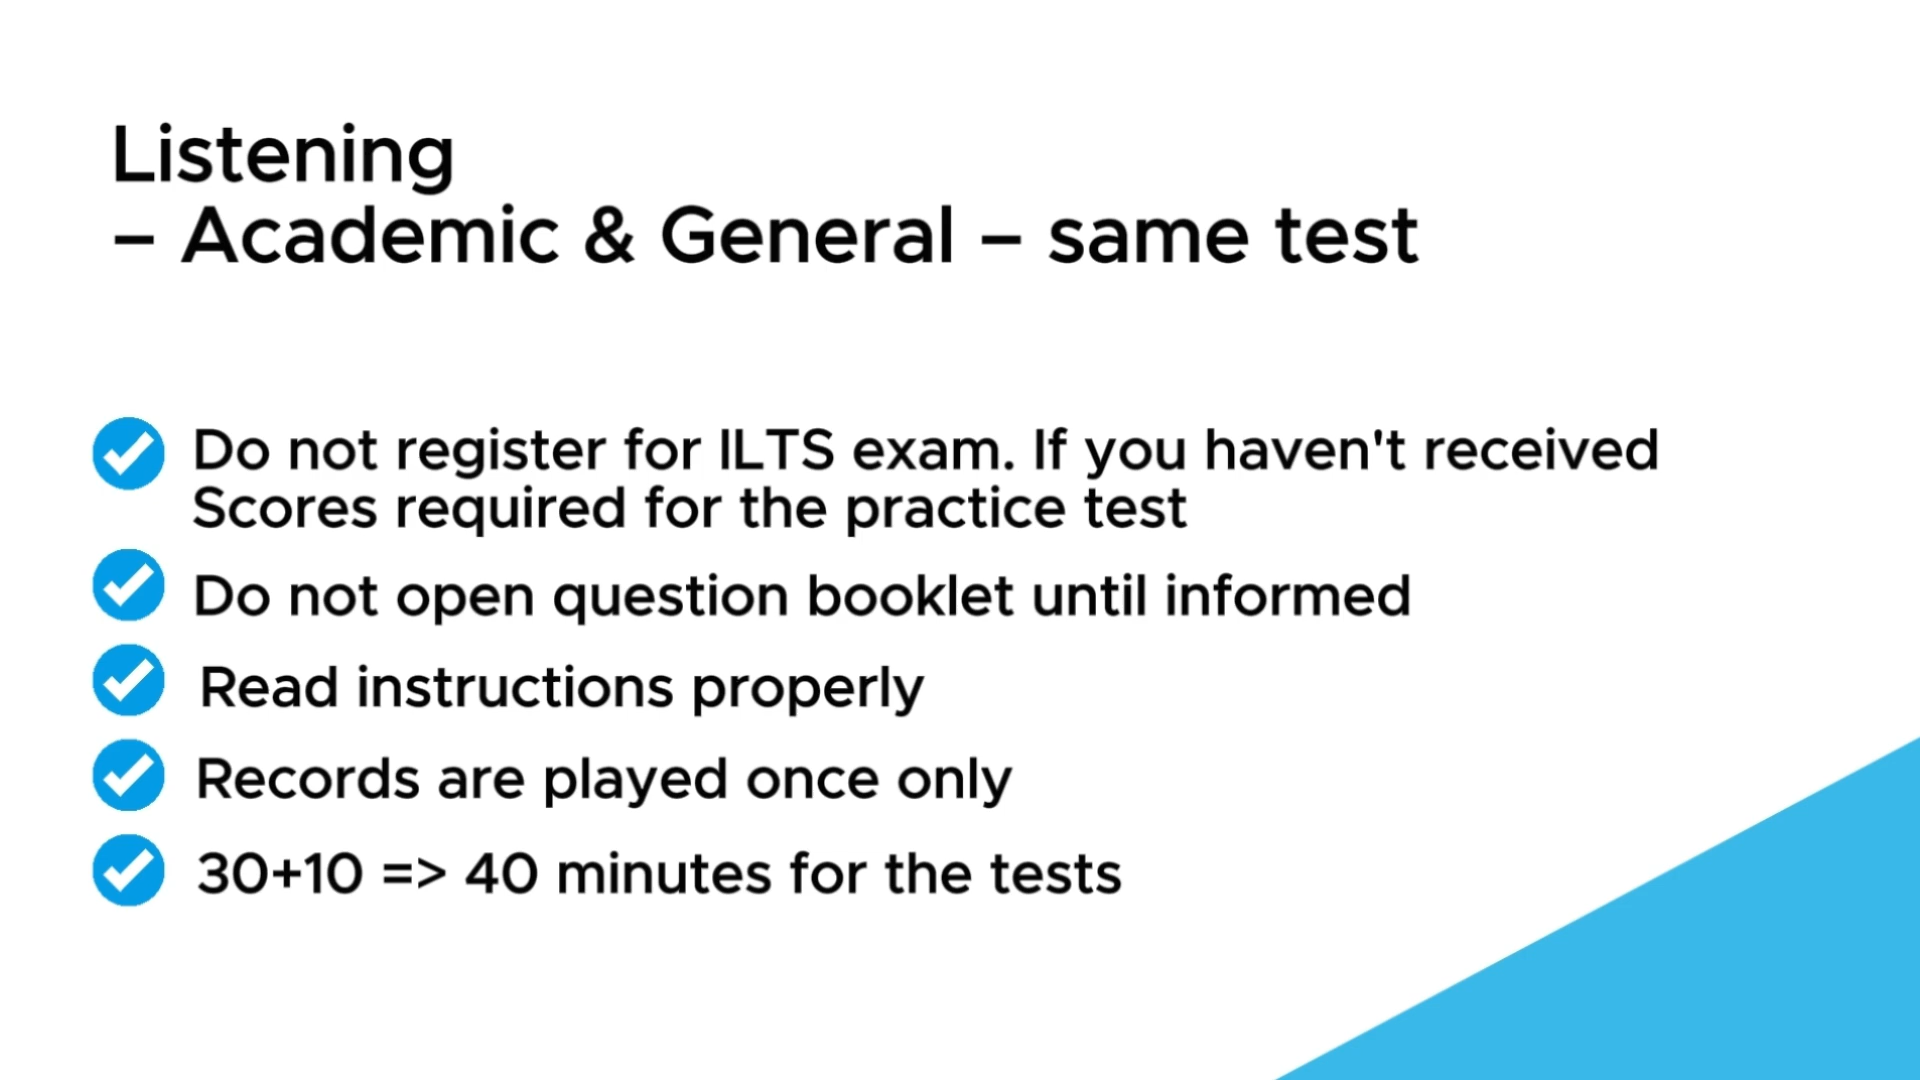 Listening
– Academic & General – same test
Do not register for ILTS exam. If you haven't received
Scores required for the practice test
Do not open question booklet until informed
Read instructions properly
Records are played once only
30+10 => 40 minutes for the tests